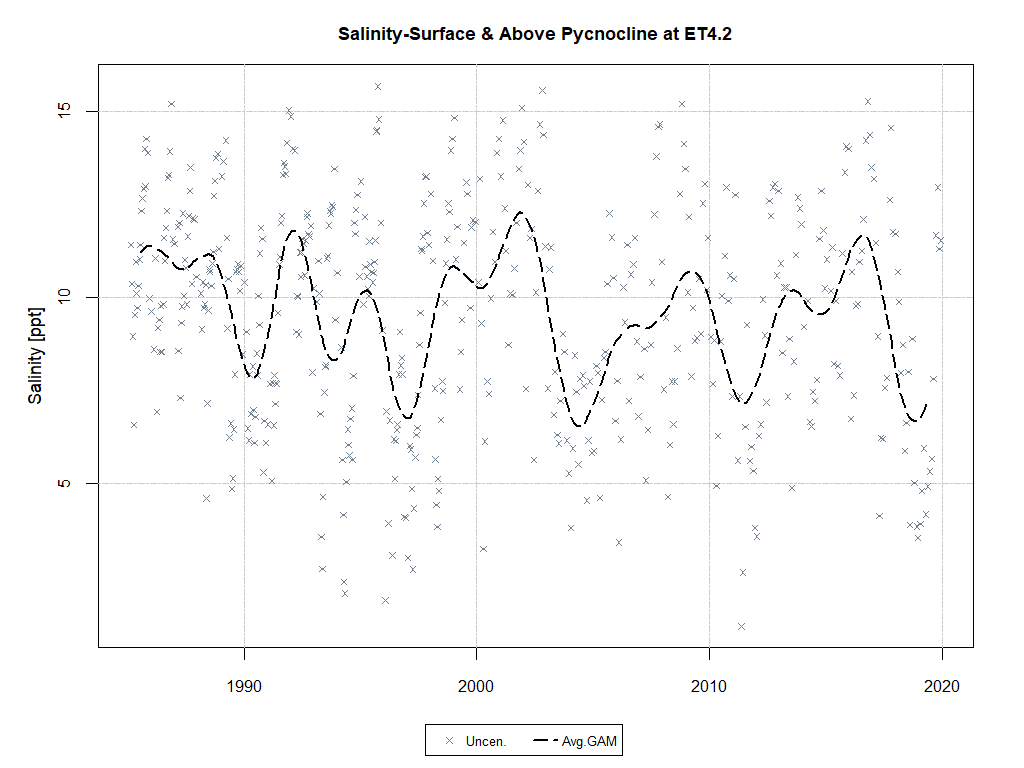 Salinity-Surface & Above Pycnocline at ET4.2
15
10
5
Salinity [ppt]
1990 2000 2010 2020
Uncen. Avg.GAM